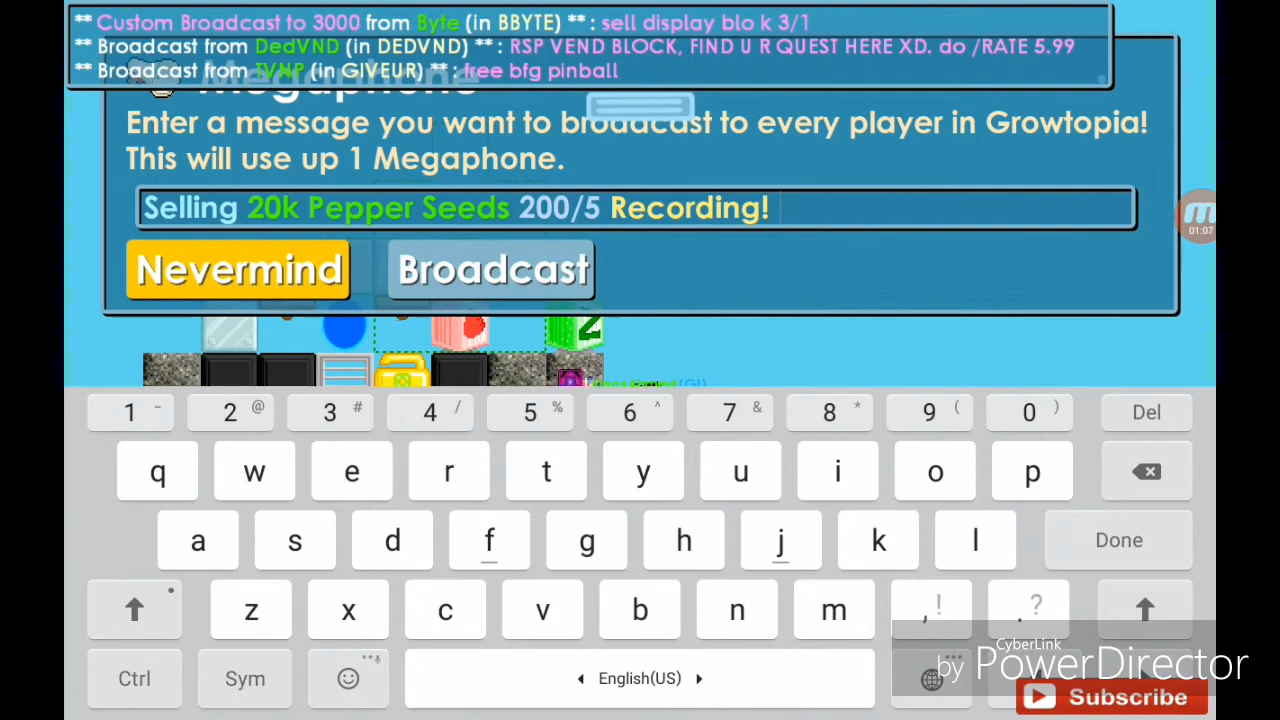 ** Custom Broadcast to 3000 from Byte (in BBYTE) ** : sell display blo k 3/1
** Broadcast from DedVND (in DEDVND) ** : RSP VEND BLOCK, FIND U R QUEST HERE XD. do /RATE 5.99
** Broadcast from TVNP (in GIVEUR) ** : free bfg pinball
Megaphone
Enter a message you want to broadcast to every player in Growtopia!
This will use up 1 Megaphone.
Selling 20k Pepper Seeds 200/5 Recording!
01:07
Nevermind Broadcast
Z
1 - 2 @ 3 # 4 / 5 % 6 ^ 7 & 8 * 9 ( 0 ) Del
q w e r t y u i o p
a s d f g h j k l Done
z x c v b n m , ! . ?
Ctrl Sym English(US)
CyberLink
by PowerDirector
Subscribe